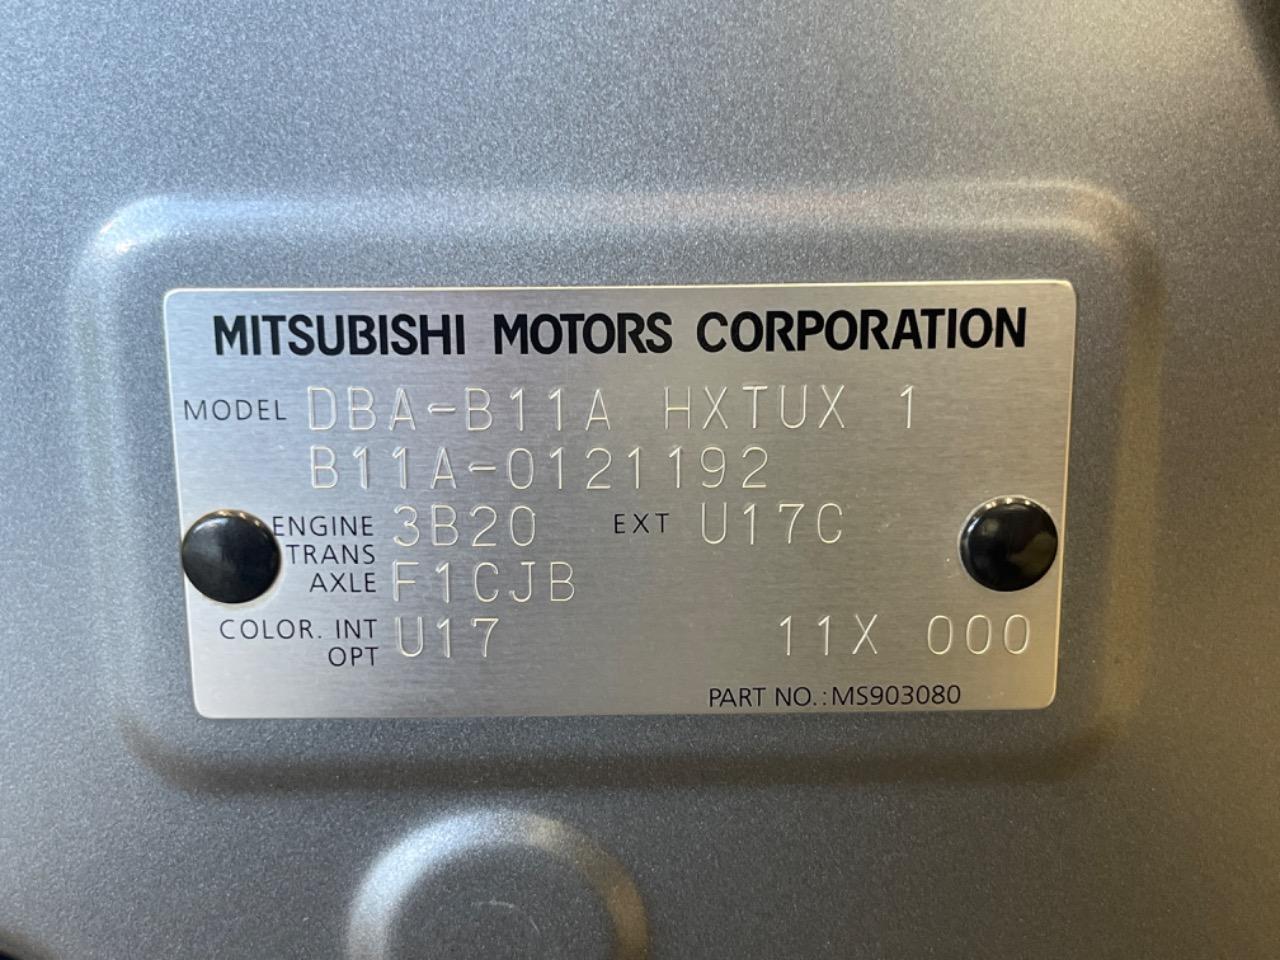 MITSUBISHI MOTORS CORPORATION
MODEL DBA-B11A HXTUX 1
B11A-0121192
ENGINE 3B20 EXT U17C
TRANS
AXLE F1CJB
COLOR. INT U17 11X 000
OPT
PART NO.: MS903080